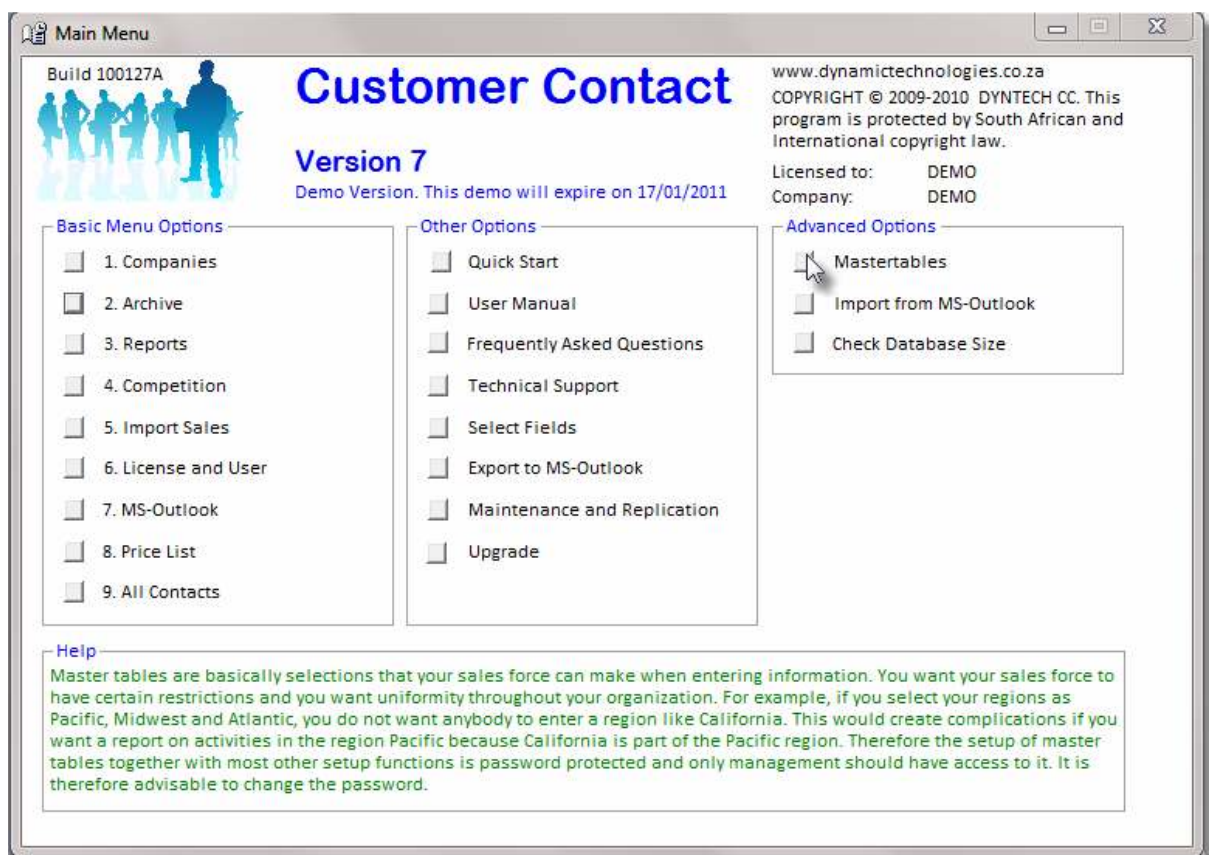 Main Menu
Build 100127A
Customer Contact
Version 7
Demo Version. This demo will expire on 17/01/2011
www.dynamictechnologies.co.za
COPYRIGHT © 2009-2010 DYNTECH CC. This
program is protected by South African and
International copyright law.
Licensed to: DEMO
Company: DEMO
Basic Menu Options
1. Companies
2. Archive
3. Reports
4. Competition
5. Import Sales
6. License and User
7. MS-Outlook
8. Price List
9. All Contacts
Other Options
Quick Start
User Manual
Frequently Asked Questions
Technical Support
Select Fields
Export to MS-Outlook
Maintenance and Replication
Upgrade
Advanced Options
Mastertables
Import from MS-Outlook
Check Database Size
Help
Master tables are basically selections that your sales force can make when entering information. You want your sales force to
have certain restrictions and you want uniformity throughout your organization. For example, if you select your regions as
Pacific, Midwest and Atlantic, you do not want anybody to enter a region like California. This would create complications if you
want a report on activities in the region Pacific because California is part of the Pacific region. Therefore the setup of master
tables together with most other setup functions is password protected and only management should have access to it. It is
therefore advisable to change the password.